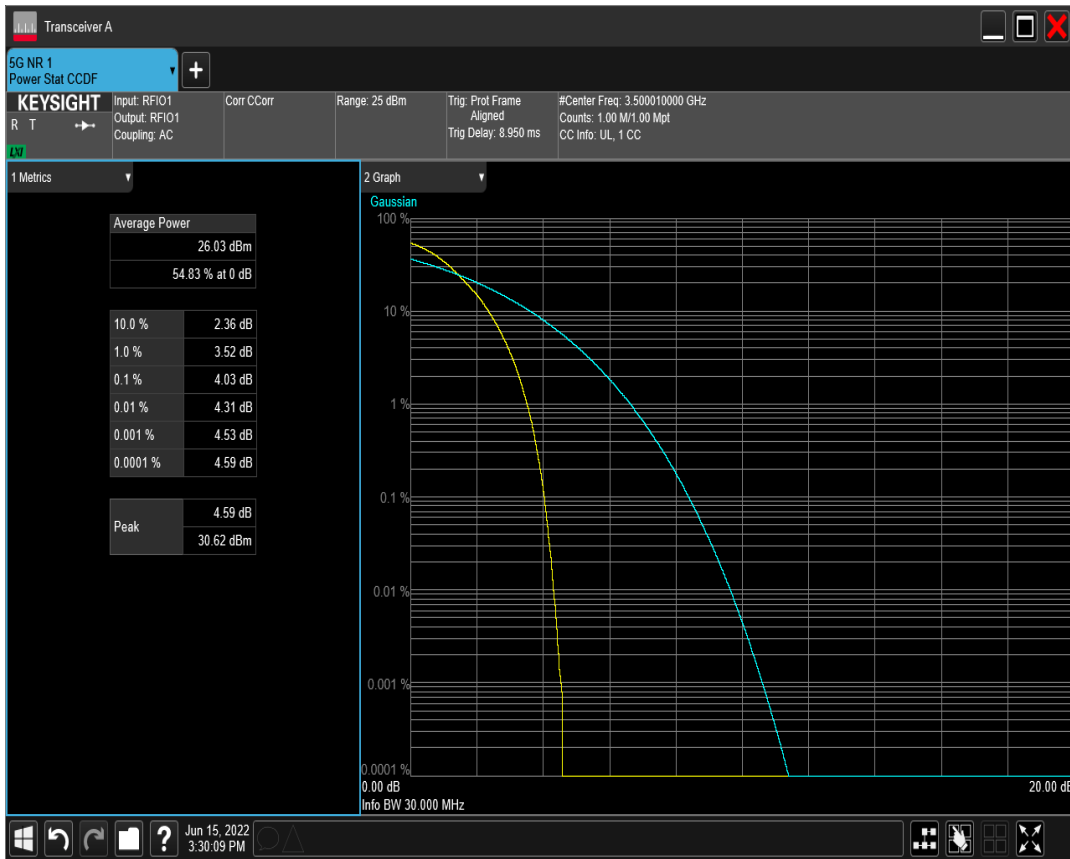 Transceiver A
5G NR 1
Power Stat CCDF
+
KEYSIGHT
R T
LXI
Input: RFIO1
Output: RFIO1
Coupling: AC
Corr CCorr
Range: 25 dBm
Trig: Prot Frame
Aligned
Trig Delay: 8.950 ms
#Center Freq: 3.500010000 GHz
Counts: 1.00 M/1.00 Mpt
CC Info: UL, 1 CC
1 Metrics
Average Power
26.03 dBm
54.83 % at 0 dB
10.0 % 2.36 dB
1.0 % 3.52 dB
0.1 % 4.03 dB
0.01 % 4.31 dB
0.001 % 4.53 dB
0.0001 % 4.59 dB
Peak 4.59 dB
30.62 dBm
2 Graph
Gaussian
100 %
10 %
1 %
0.1 %
0.01 %
0.001 %
0.0001 %
0.00 dB 20.00 dB
Info BW 30.000 MHz
?
Jun 15, 2022
3:30:09 PM